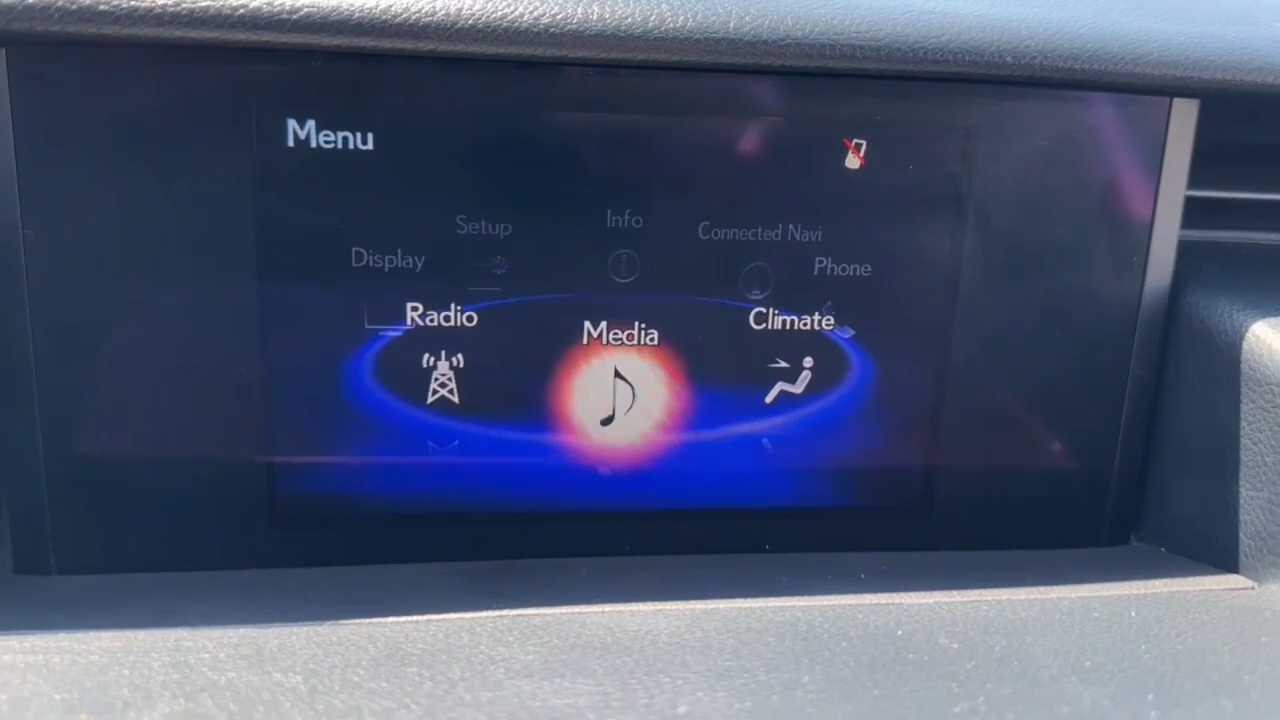 Menu
Setup
Info
Connected Navi
Display
Phone
Radio
Media
Climate